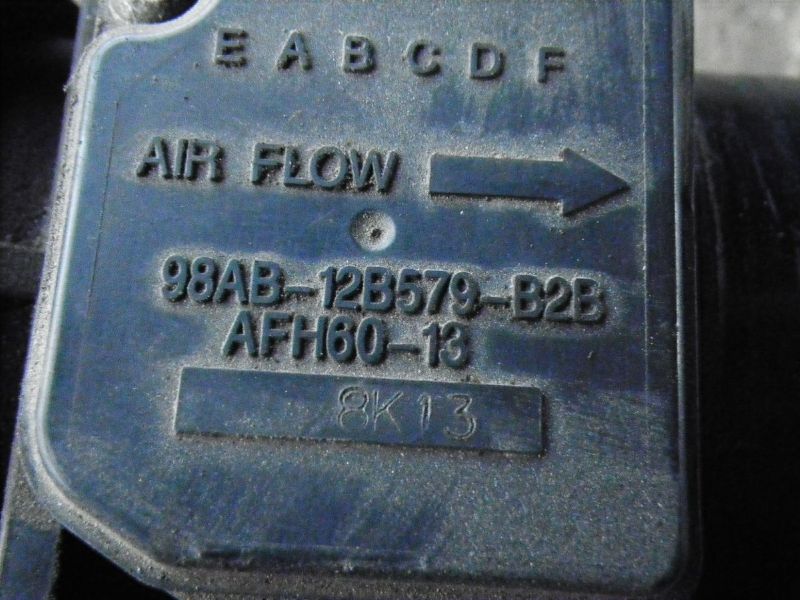 E A B C D F
AIR FLOW
98AB-12B579-B2B
AFH60-13
8K13